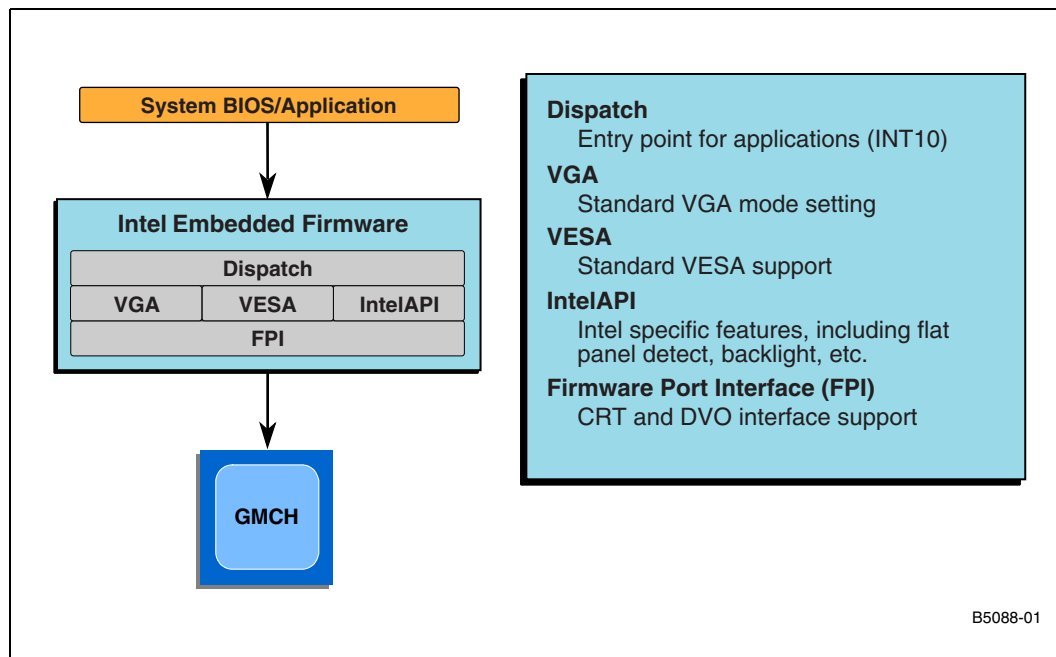 System BIOS/Application
Intel Embedded Firmware
Dispatch
VGA
VESA
IntelAPI
FPI
GMCH
Dispatch
Entry point for applications (INT10)
VGA
Standard VGA mode setting
VESA
Standard VESA support
IntelAPI
Intel specific features, including flat
panel detect, backlight, etc.
Firmware Port Interface (FPI)
CRT and DVO interface support
B5088-01